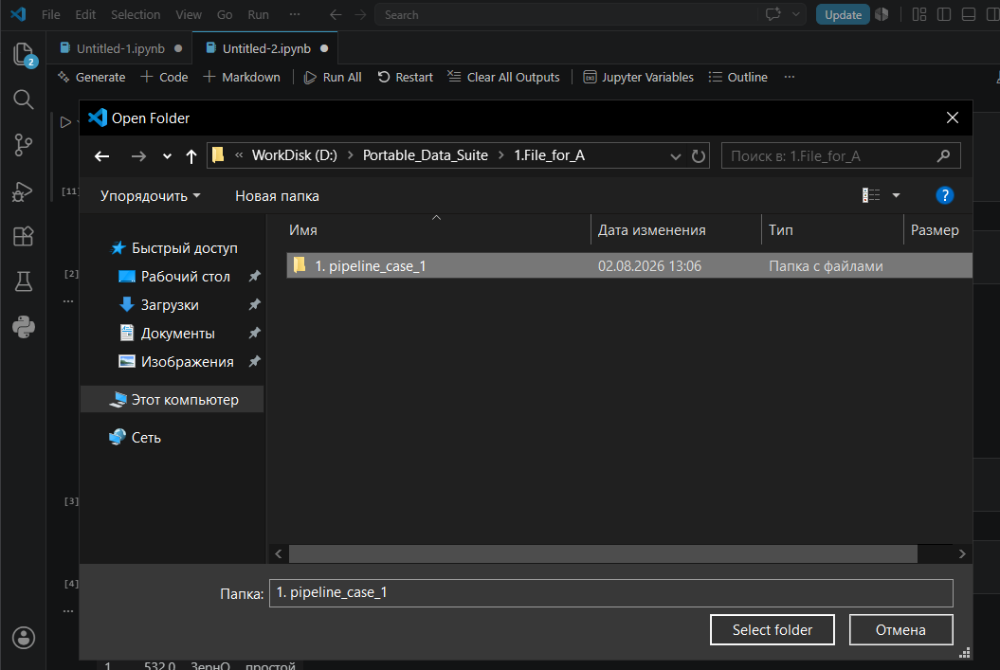 File Edit Selection View Go Run ··· Search Update
2
Untitled-1.ipynb Untitled-2.ipynb
Generate + Code + Markdown Run All Restart Clear All Outputs Jupyter Variables Outline ···
Open Folder
« WorkDisk (D:) > Portable_Data_Suite > 1.File_for_A Поиск в: 1.File_for_A
[11]
Упорядочить Новая папка ?
Имя Дата изменения Тип Размер
Быстрый доступ
1. pipeline_case_1 02.08.2026 13:06 Папка с файлами
[2]
Рабочий стол
...
Загрузки
Документы
Изображения
Этот компьютер
Сеть
[3]
[4]
Папка: 1. pipeline_case_1
...
Select folder Отмена
1 532.0 ЗернО простой